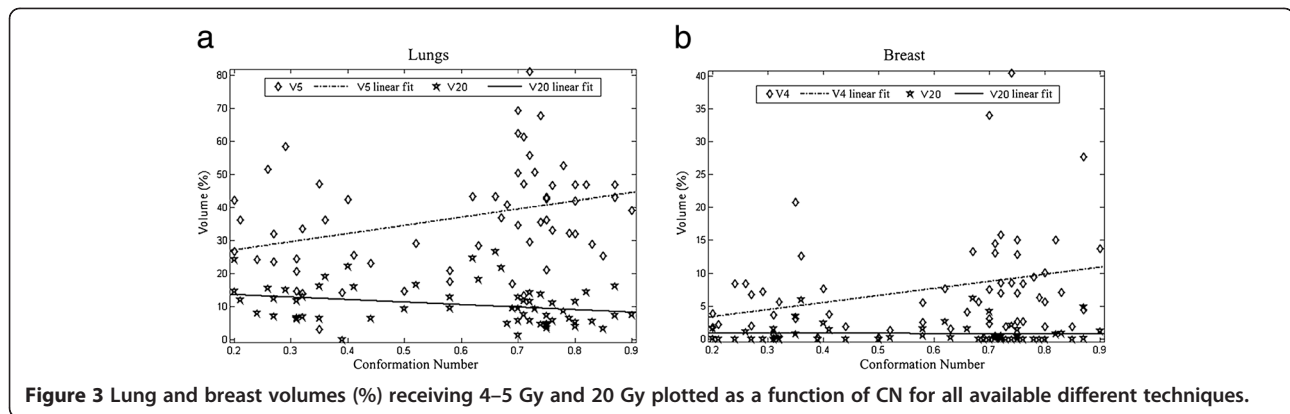 a
Lungs
V5 V5 linear fit V20 V20 linear fit
80
70
60
50
40
30
20
10
0
Volume (%)
0.2 0.3 0.4 0.5 0.6 0.7 0.8 0.9
Conformation Number
b
Breast
V4 V4 linear fit V20 V20 linear fit
40
35
30
25
20
15
10
5
0
Volume (%)
0.2 0.3 0.4 0.5 0.6 0.7 0.8 0.9
Conformation Number
Figure 3 Lung and breast volumes (%) receiving 4–5 Gy and 20 Gy plotted as a function of CN for all available different techniques.